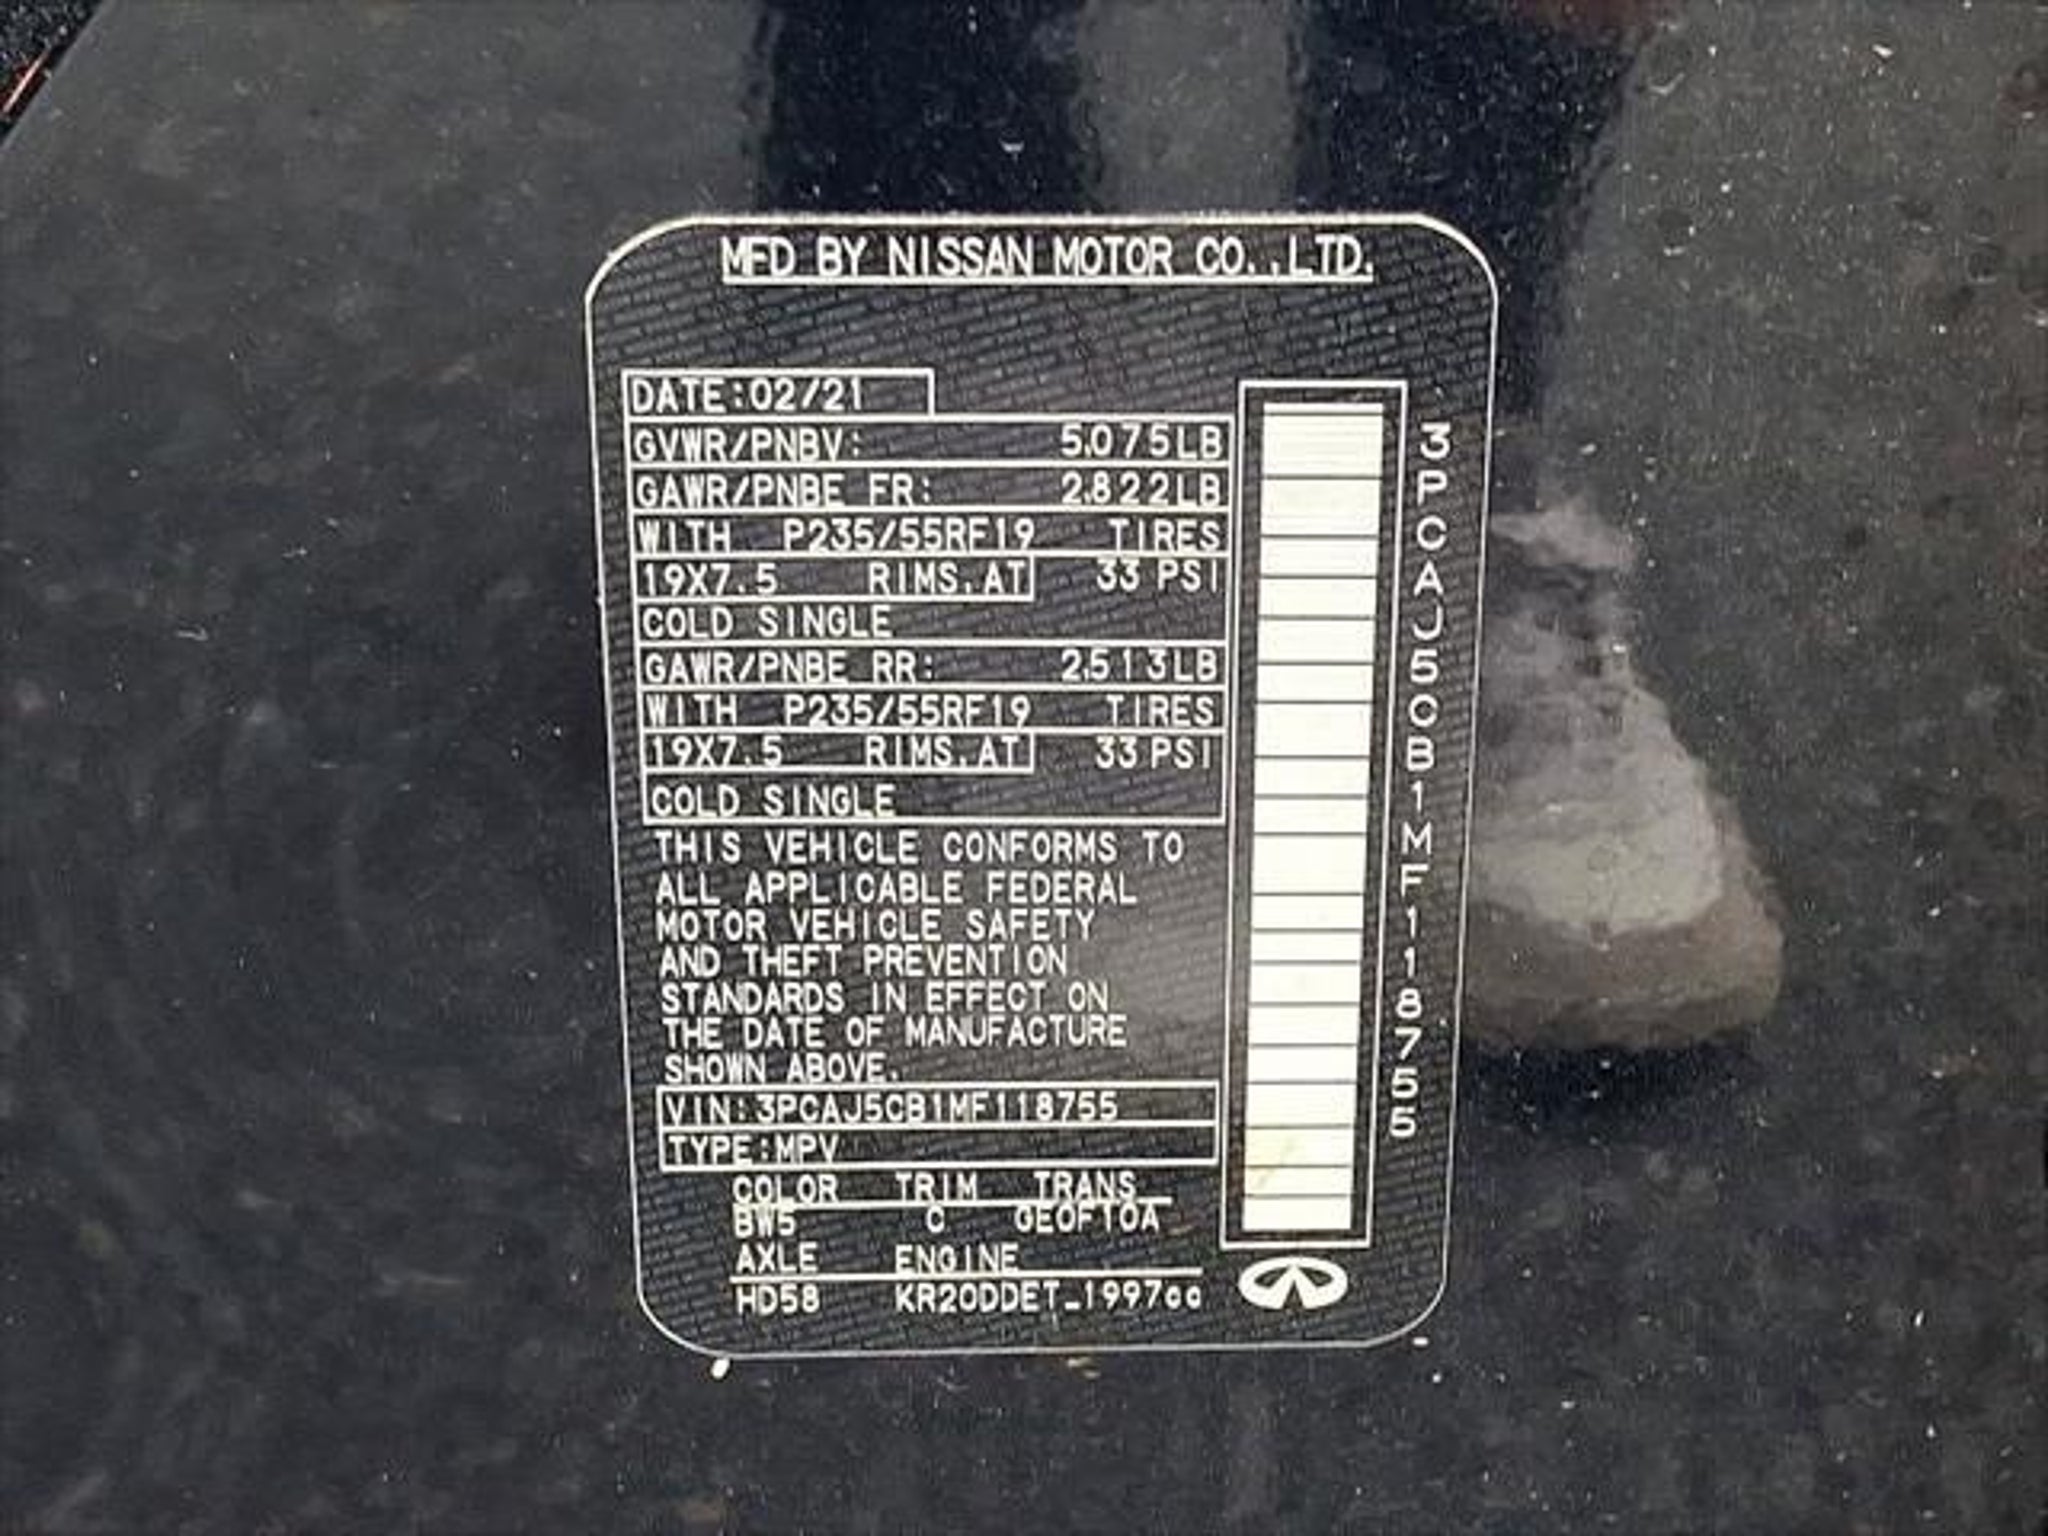 MFD BY NISSAN MOTOR CO.,LTD.
DATE:02/21
GVWR/PNBV: 5,075LB
GAWR/PNBE FR: 2,822LB
WITH P235/55RF19 TIRES
19X7.5 RIMS.AT 33 PSI
COLD SINGLE
GAWR/PNBE RR: 2,513LB
WITH P235/55RF19 TIRES
19X7.5 RIMS.AT 33 PSI
COLD SINGLE
THIS VEHICLE CONFORMS TO
ALL APPLICABLE FEDERAL
MOTOR VEHICLE SAFETY
AND THEFT PREVENTION
STANDARDS IN EFFECT ON
THE DATE OF MANUFACTURE
SHOWN ABOVE.
VIN:3PCAJ5CB1MF118755
TYPE:MPV
COLOR TRIM TRANS
BW5 C GE0F10A
AXLE ENGINE
HD58 KR20DDET_1997cc
3PCAJ5CB1MF118755